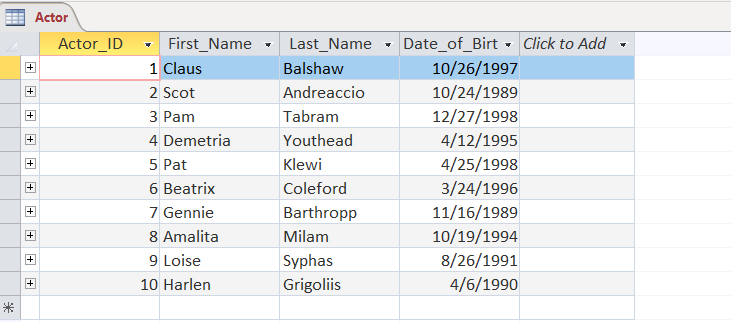 Actor
Actor_ID First_Name Last_Name Date_of_Birt Click to Add
1 Claus Balshaw 10/26/1997
2 Scot Andreaccio 10/24/1989
3 Pam Tabram 12/27/1998
4 Demetria Youthead 4/12/1995
5 Pat Klewi 4/25/1998
6 Beatrix Coleford 3/24/1996
7 Gennie Barthropp 11/16/1989
8 Amalita Milam 10/19/1994
9 Loise Syphas 8/26/1991
10 Harlen Grigoliis 4/6/1990